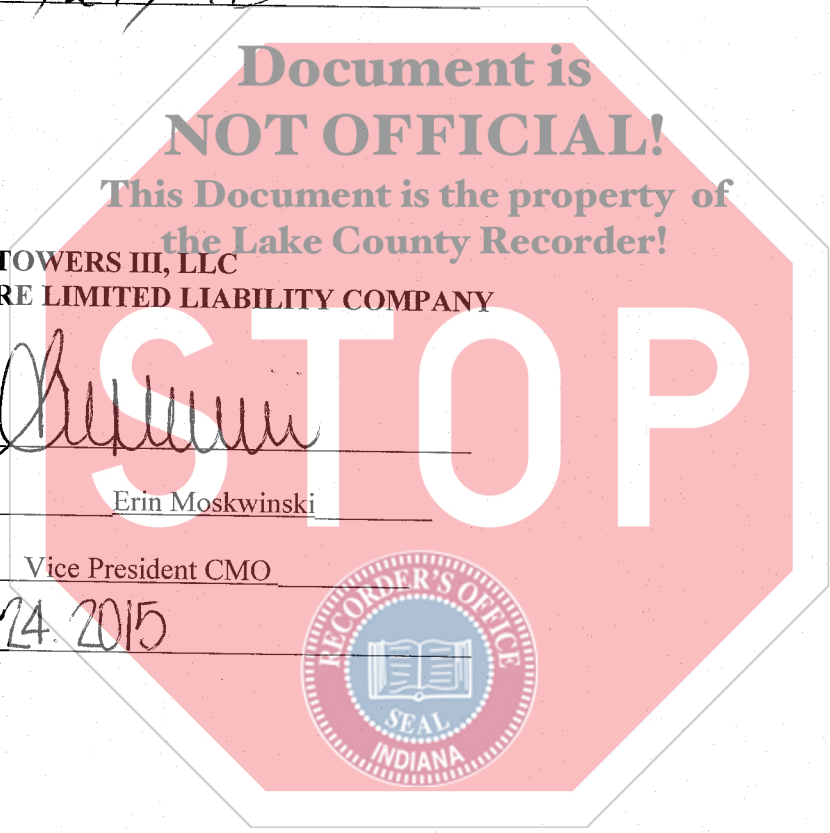 Document is
NOT OFFICIAL!
This Document is the property of
the Lake County Recorder!
TOWERS III, LLC
RE LIMITED LIABILITY COMPANY
STOP
Erin Moskwinski
Vice President CMO
24. 2015
RECORDER'S OFFICE
SEAL
INDIANA